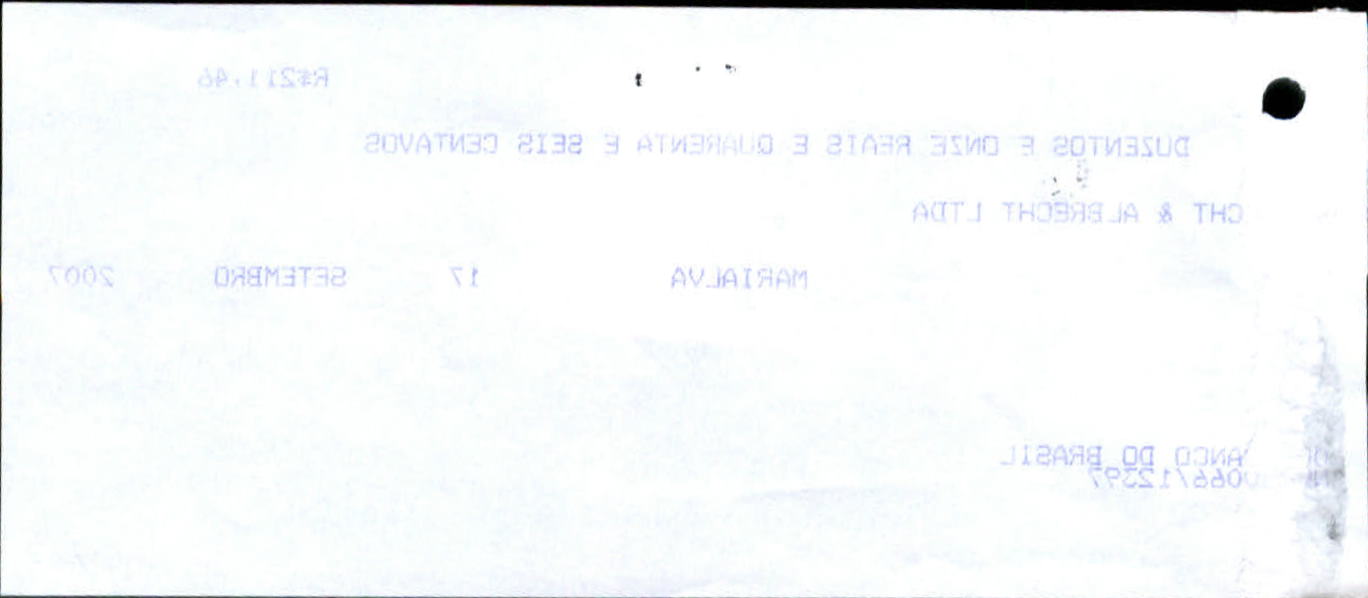 R$211,46
DUZENTOS E ONZE REAIS E QUARENTA E SEIS CENTAVOS
CHT & ALBRECHT LTDA
MARIALVA 17 SETEMBRO 2007
ANCO DO BRASIL
0066/12397